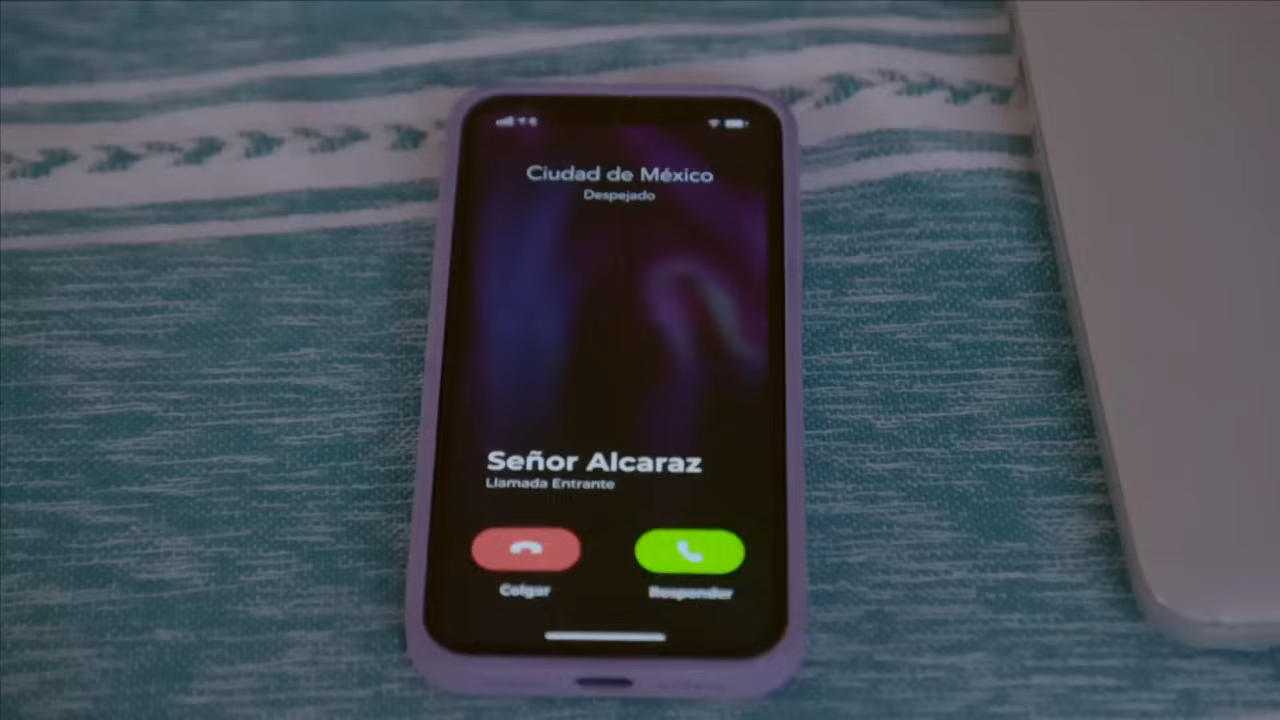 Ciudad de México
Despejado
Señor Alcaraz
Llamada Entrante
Colgar
Responder